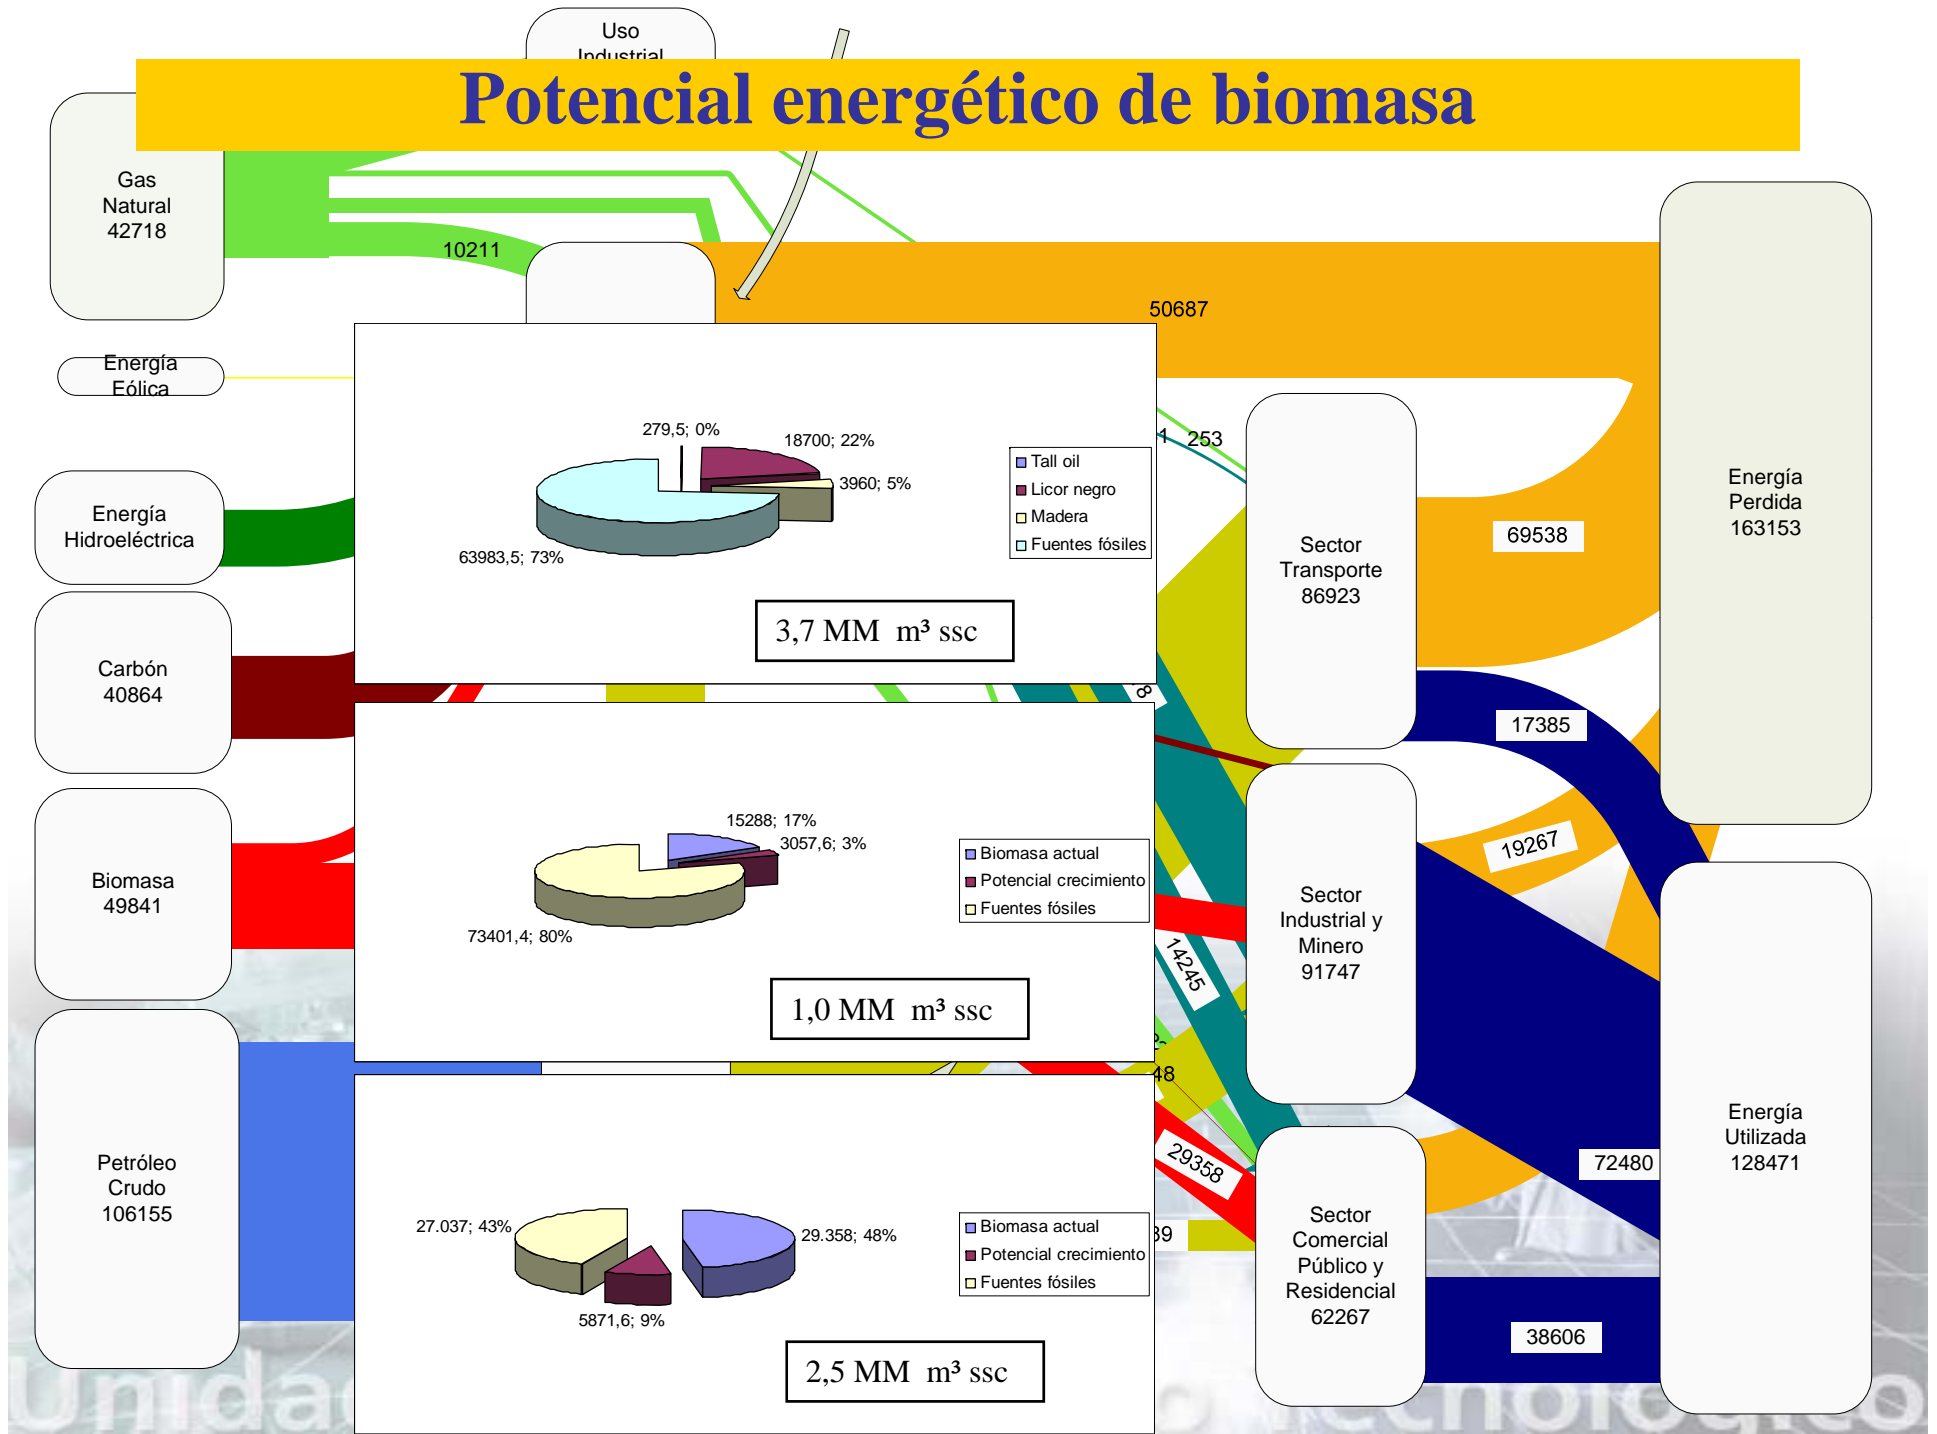 Uso
Industrial
Potencial energético de biomasa
Gas
Natural
42718
10211
50687
Energía
Eólica
279,5; 0%
18700; 22%
3960; 5%
63983,5; 73%
Tall oil
Licor negro
Madera
Fuentes fósiles
3,7 MM m³ ssc
253
Energía
Hidroeléctrica
Carbón
40864
Biomasa
49841
Petróleo
Crudo
106155
15288; 17%
3057,6; 3%
73401,4; 80%
Biomasa actual
Potencial crecimiento
Fuentes fósiles
1,0 MM m³ ssc
27.037; 43%
29.358; 48%
5871,6; 9%
Biomasa actual
Potencial crecimiento
Fuentes fósiles
2,5 MM m³ ssc
14245
48
29358
39
Sector
Transporte
86923
Sector
Industrial y
Minero
91747
Sector
Comercial
Público y
Residencial
62267
69538
17385
19267
72480
38606
Energía
Perdida
163153
Energía
Utilizada
128471